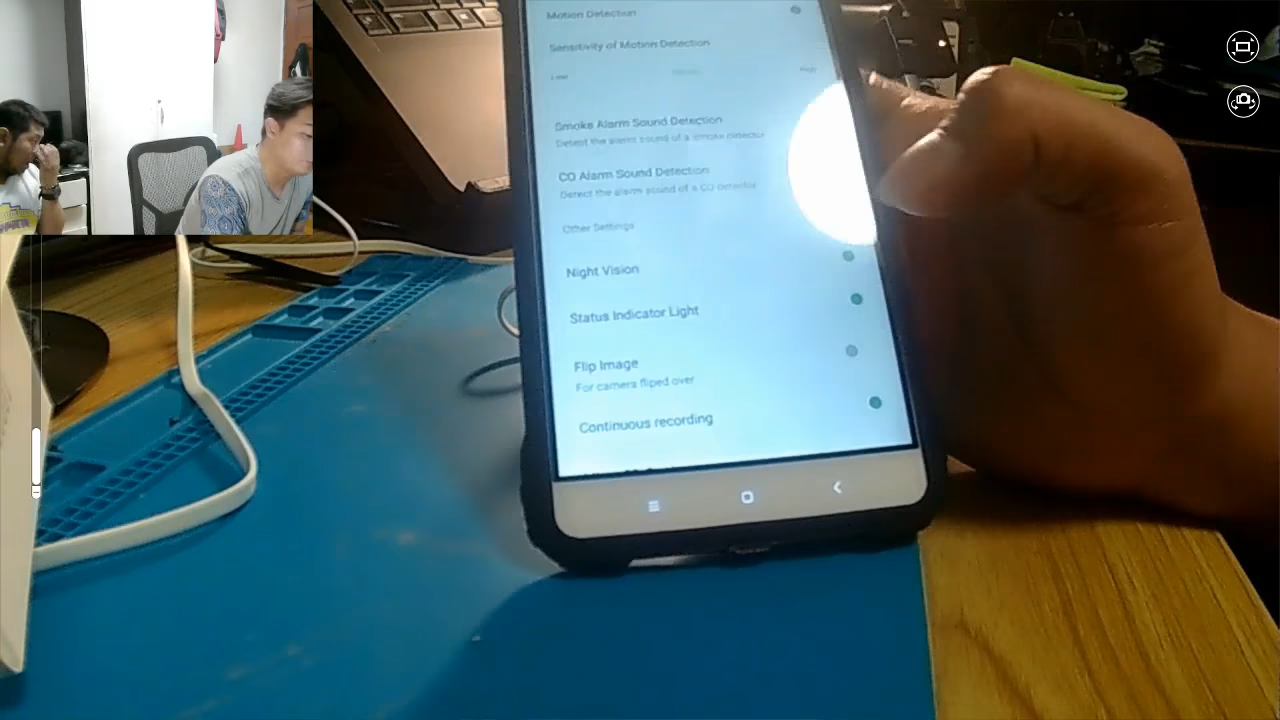 Motion Detection
Sensitivity of Motion Detection
Low
High
Smoke Alarm Sound Detection
Detect the alarm sound of a smoke detector
CO Alarm Sound Detection
Detect the alarm sound of a CO detector
Other Settings
Night Vision
Status Indicator Light
Flip Image
For camera fliped over
Continuous recording